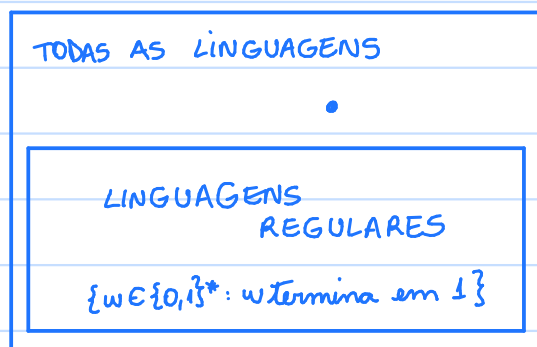 TODAS AS LINGUAGENS
LINGUAGENS
REGULARES
{w ∈ {0,1}*: w termina em 1}